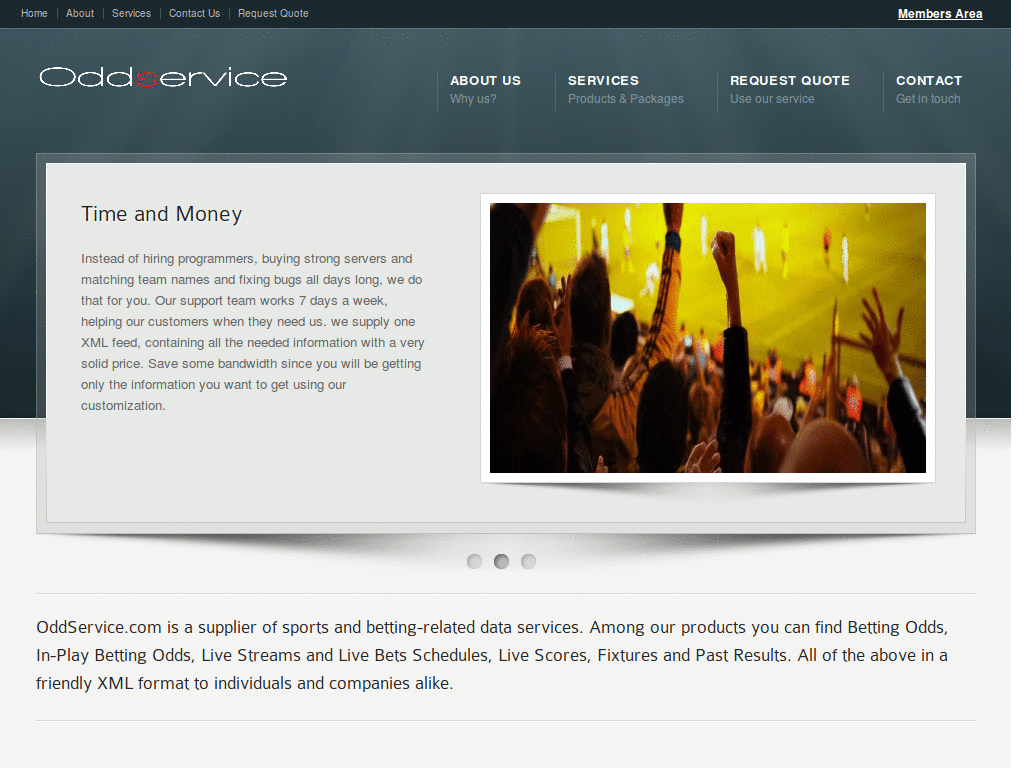 Home About Services Contact Us Request Quote Members Area
Oddservice
ABOUT US SERVICES REQUEST QUOTE CONTACT
Why us? Products & Packages Use our service Get in touch
Time and Money
Instead of hiring programmers, buying strong servers and
matching team names and fixing bugs all days long, we do
that for you. Our support team works 7 days a week,
helping our customers when they need us. we supply one
XML feed, containing all the needed information with a very
solid price. Save some bandwidth since you will be getting
only the information you want to get using our
customization.
OddService.com is a supplier of sports and betting-related data services. Among our products you can find Betting Odds,
In-Play Betting Odds, Live Streams and Live Bets Schedules, Live Scores, Fixtures and Past Results. All of the above in a
friendly XML format to individuals and companies alike.